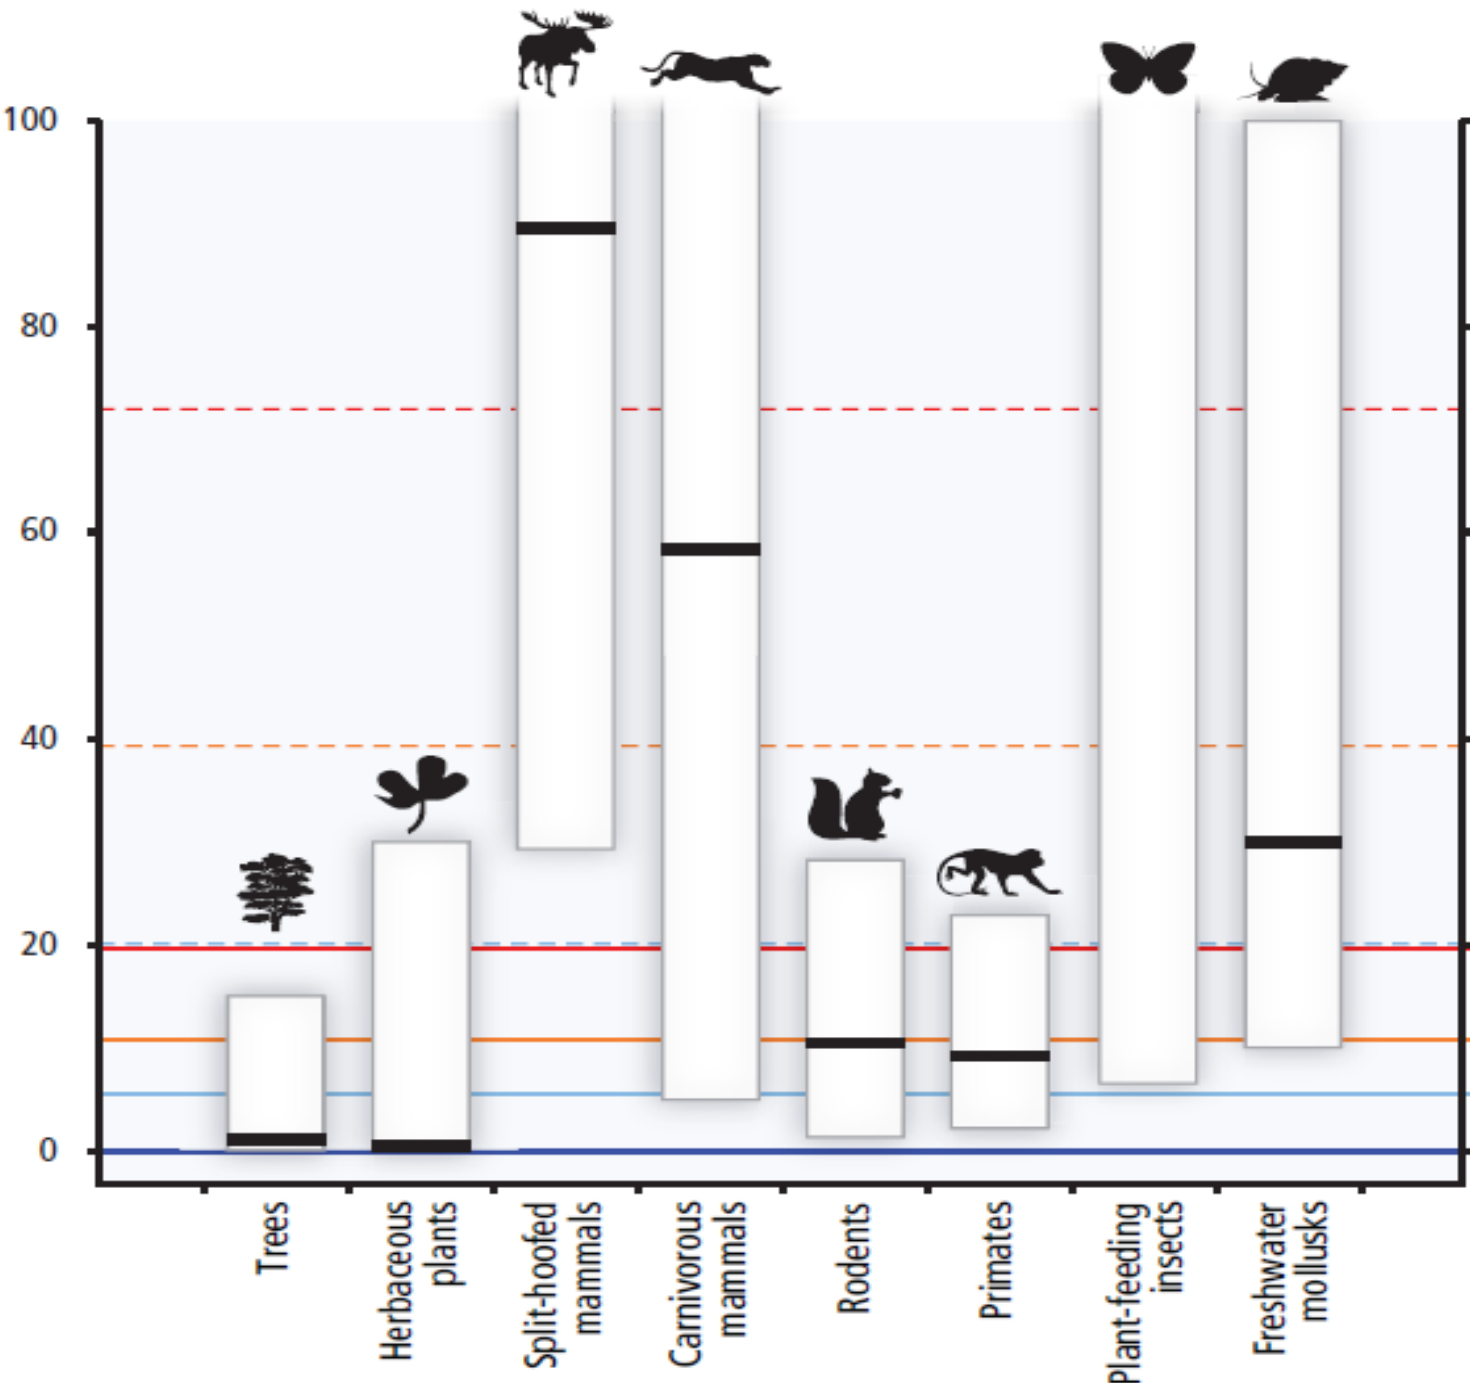 100
80
60
40
20
0
Trees
Herbaceous
plants
Split-hoofed
mammals
Carnivorous
mammals
Rodents
Primates
Plant-feeding
insects
Freshwater
mollusks